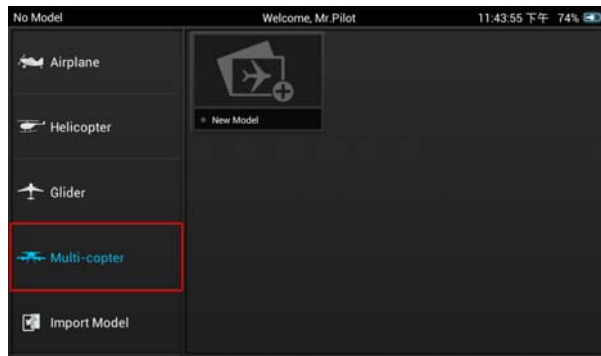 No Model Welcome, Mr.Pilot 11:43:55 下午 74%
Airplane
Helicopter
Glider
Multi-copter
Import Model
New Model